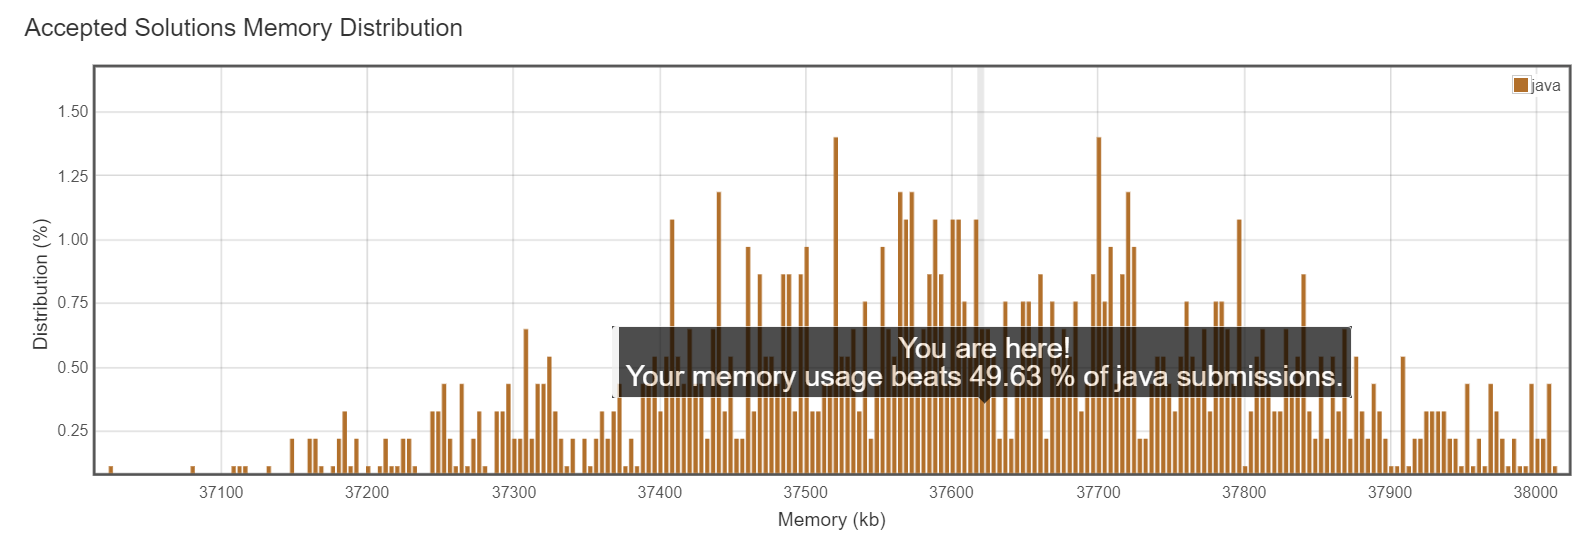 Accepted Solutions Memory Distribution
java
1.50
1.25
1.00
0.75
0.50
0.25
Distribution (%)
You are here!
Your memory usage beats 49.63 % of java submissions.
37100 37200 37300 37400 37500 37600 37700 37800 37900 38000
Memory (kb)